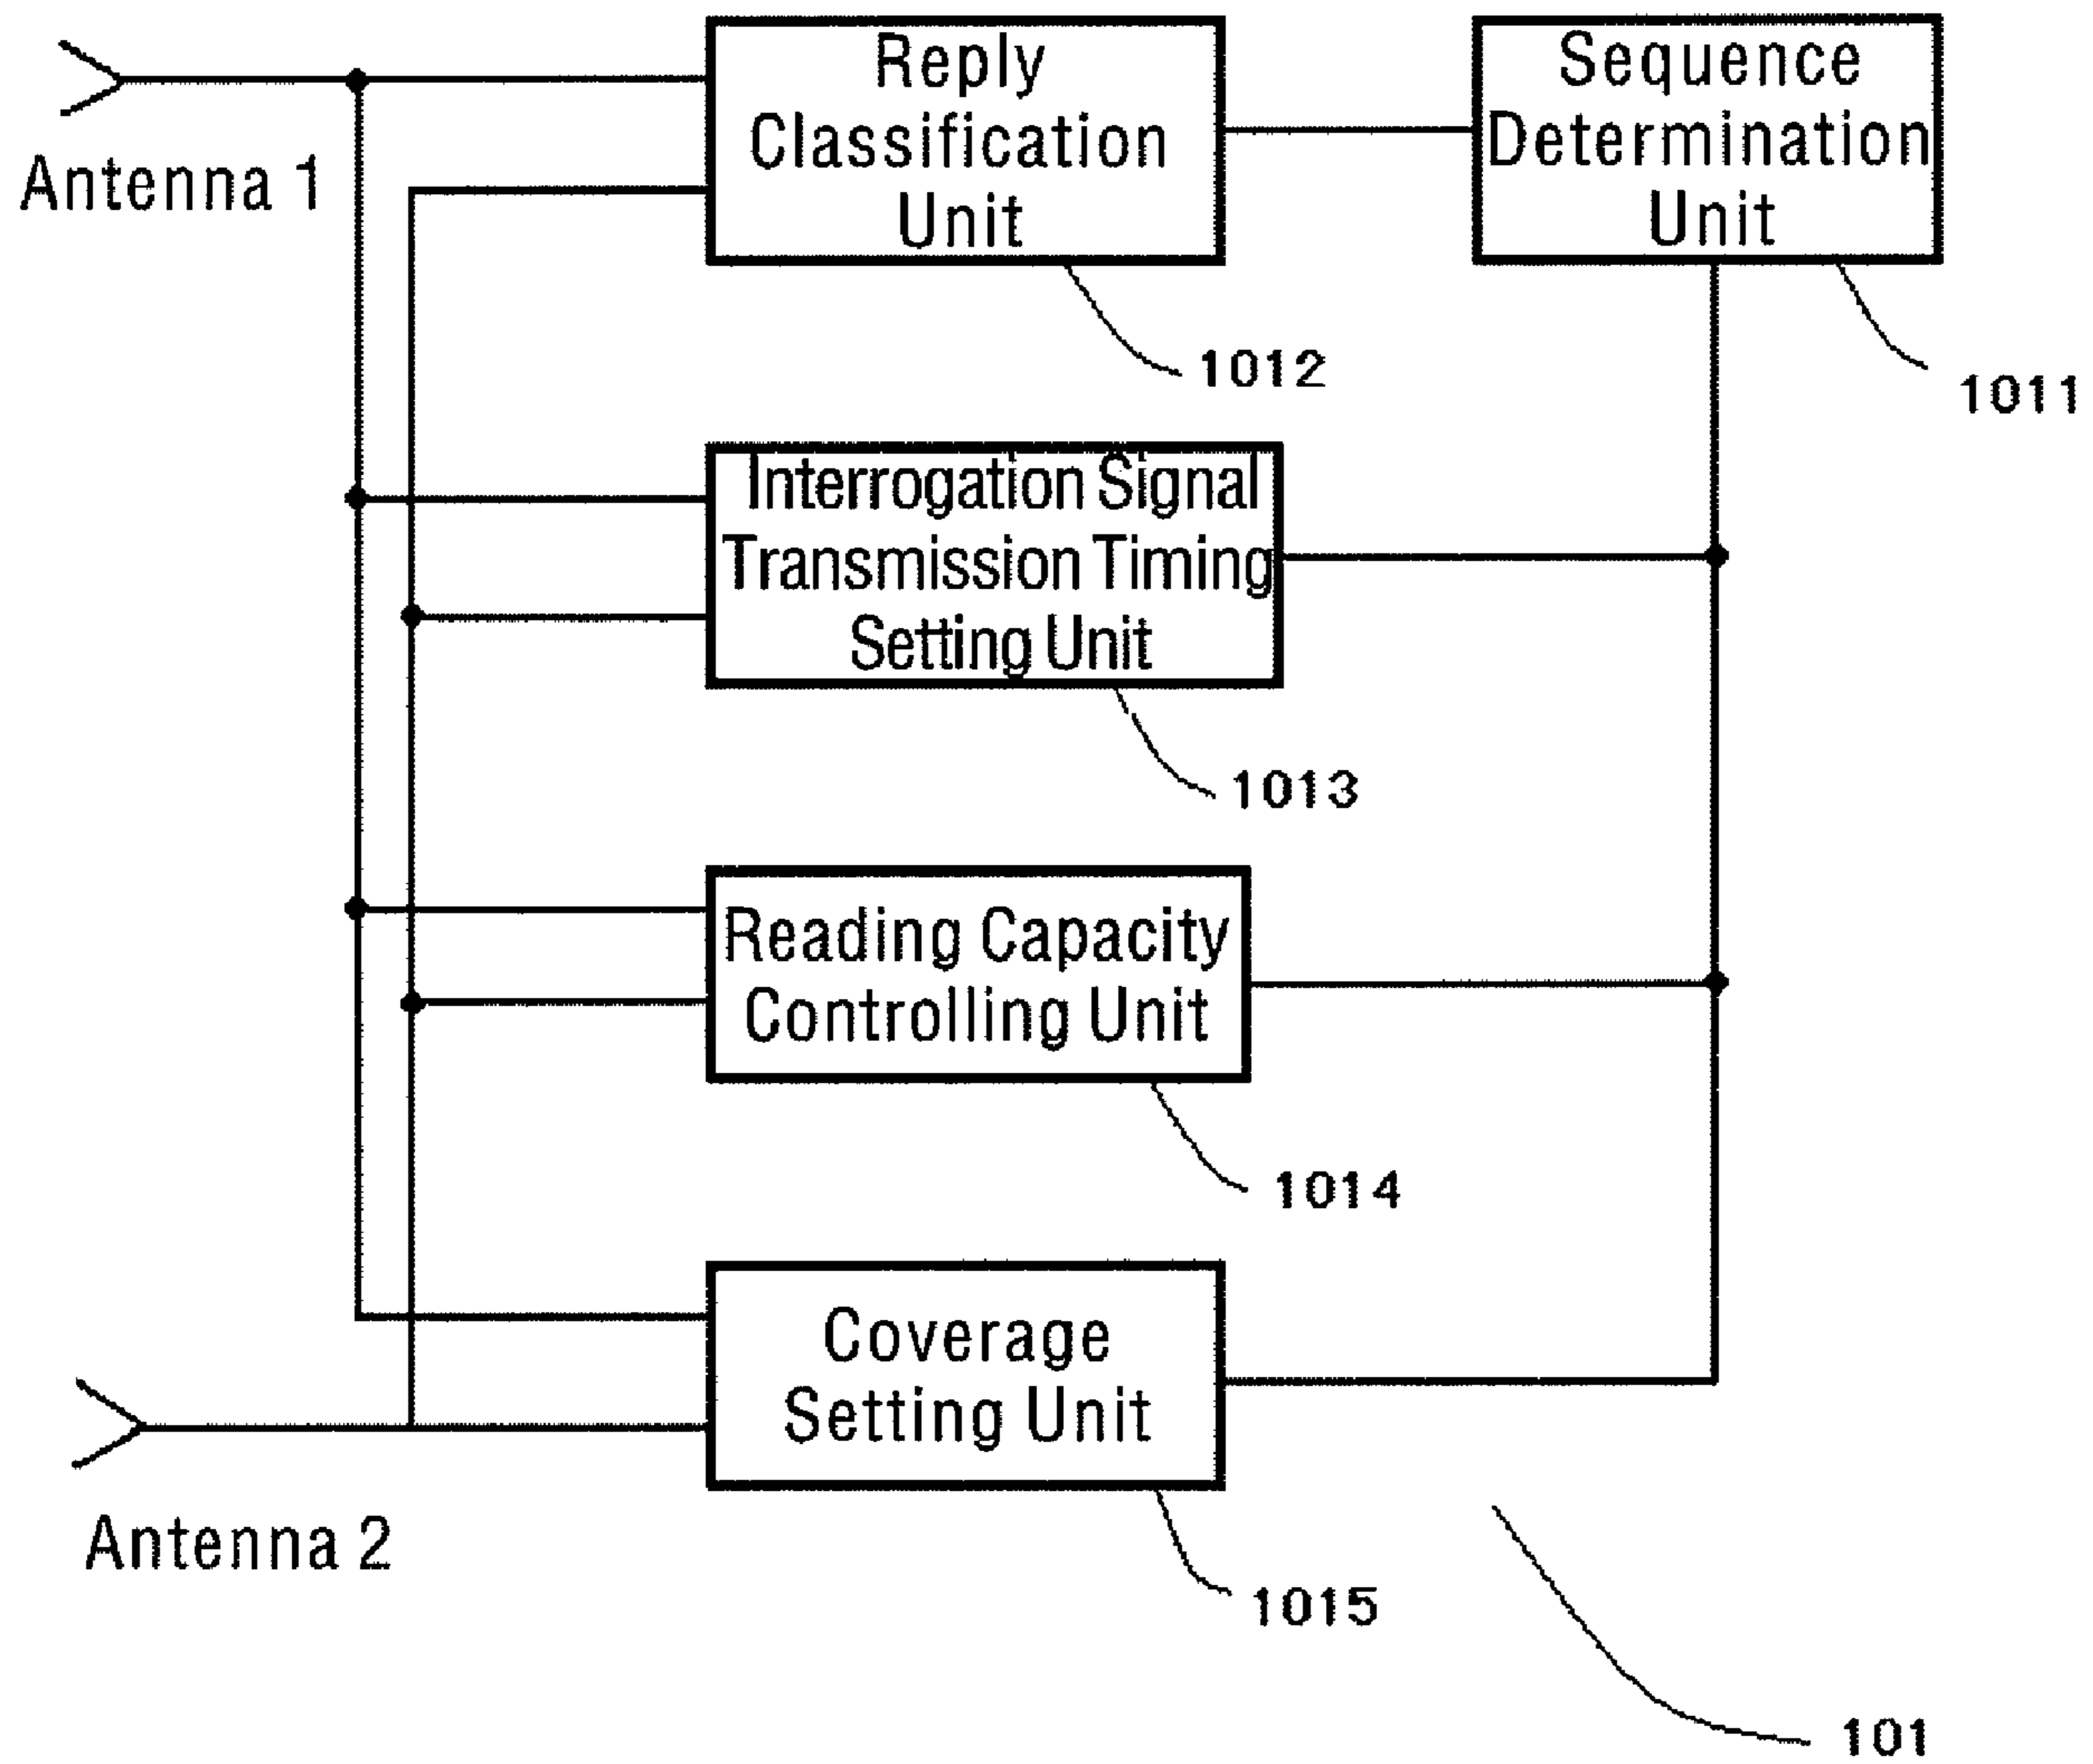 Antenna 1
Reply
Classification
Unit
1012
Sequence
Determination
Unit
1011
Interrogation Signal
Transmission Timing
Setting Unit
1013
Reading Capacity
Controlling Unit
1014
Coverage
Setting Unit
1015
Antenna 2
101